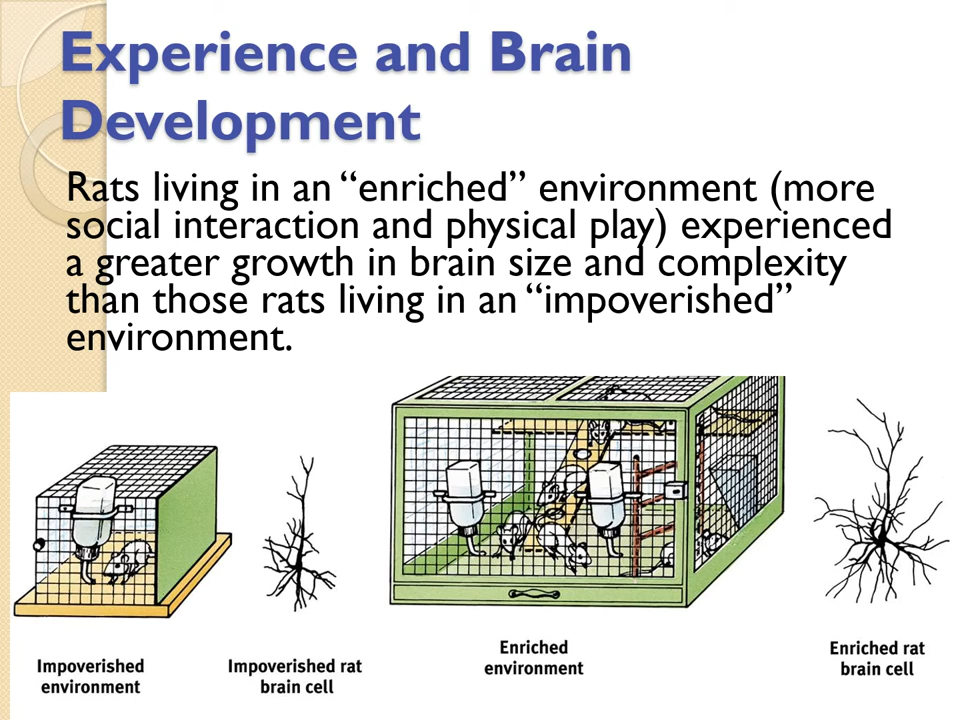 Experience and Brain
Development
Rats living in an “enriched” environment (more
social interaction and physical play) experienced
a greater growth in brain size and complexity
than those rats living in an “impoverished”
environment.
Impoverished
environment
Impoverished rat
brain cell
Enriched
environment
Enriched rat
brain cell